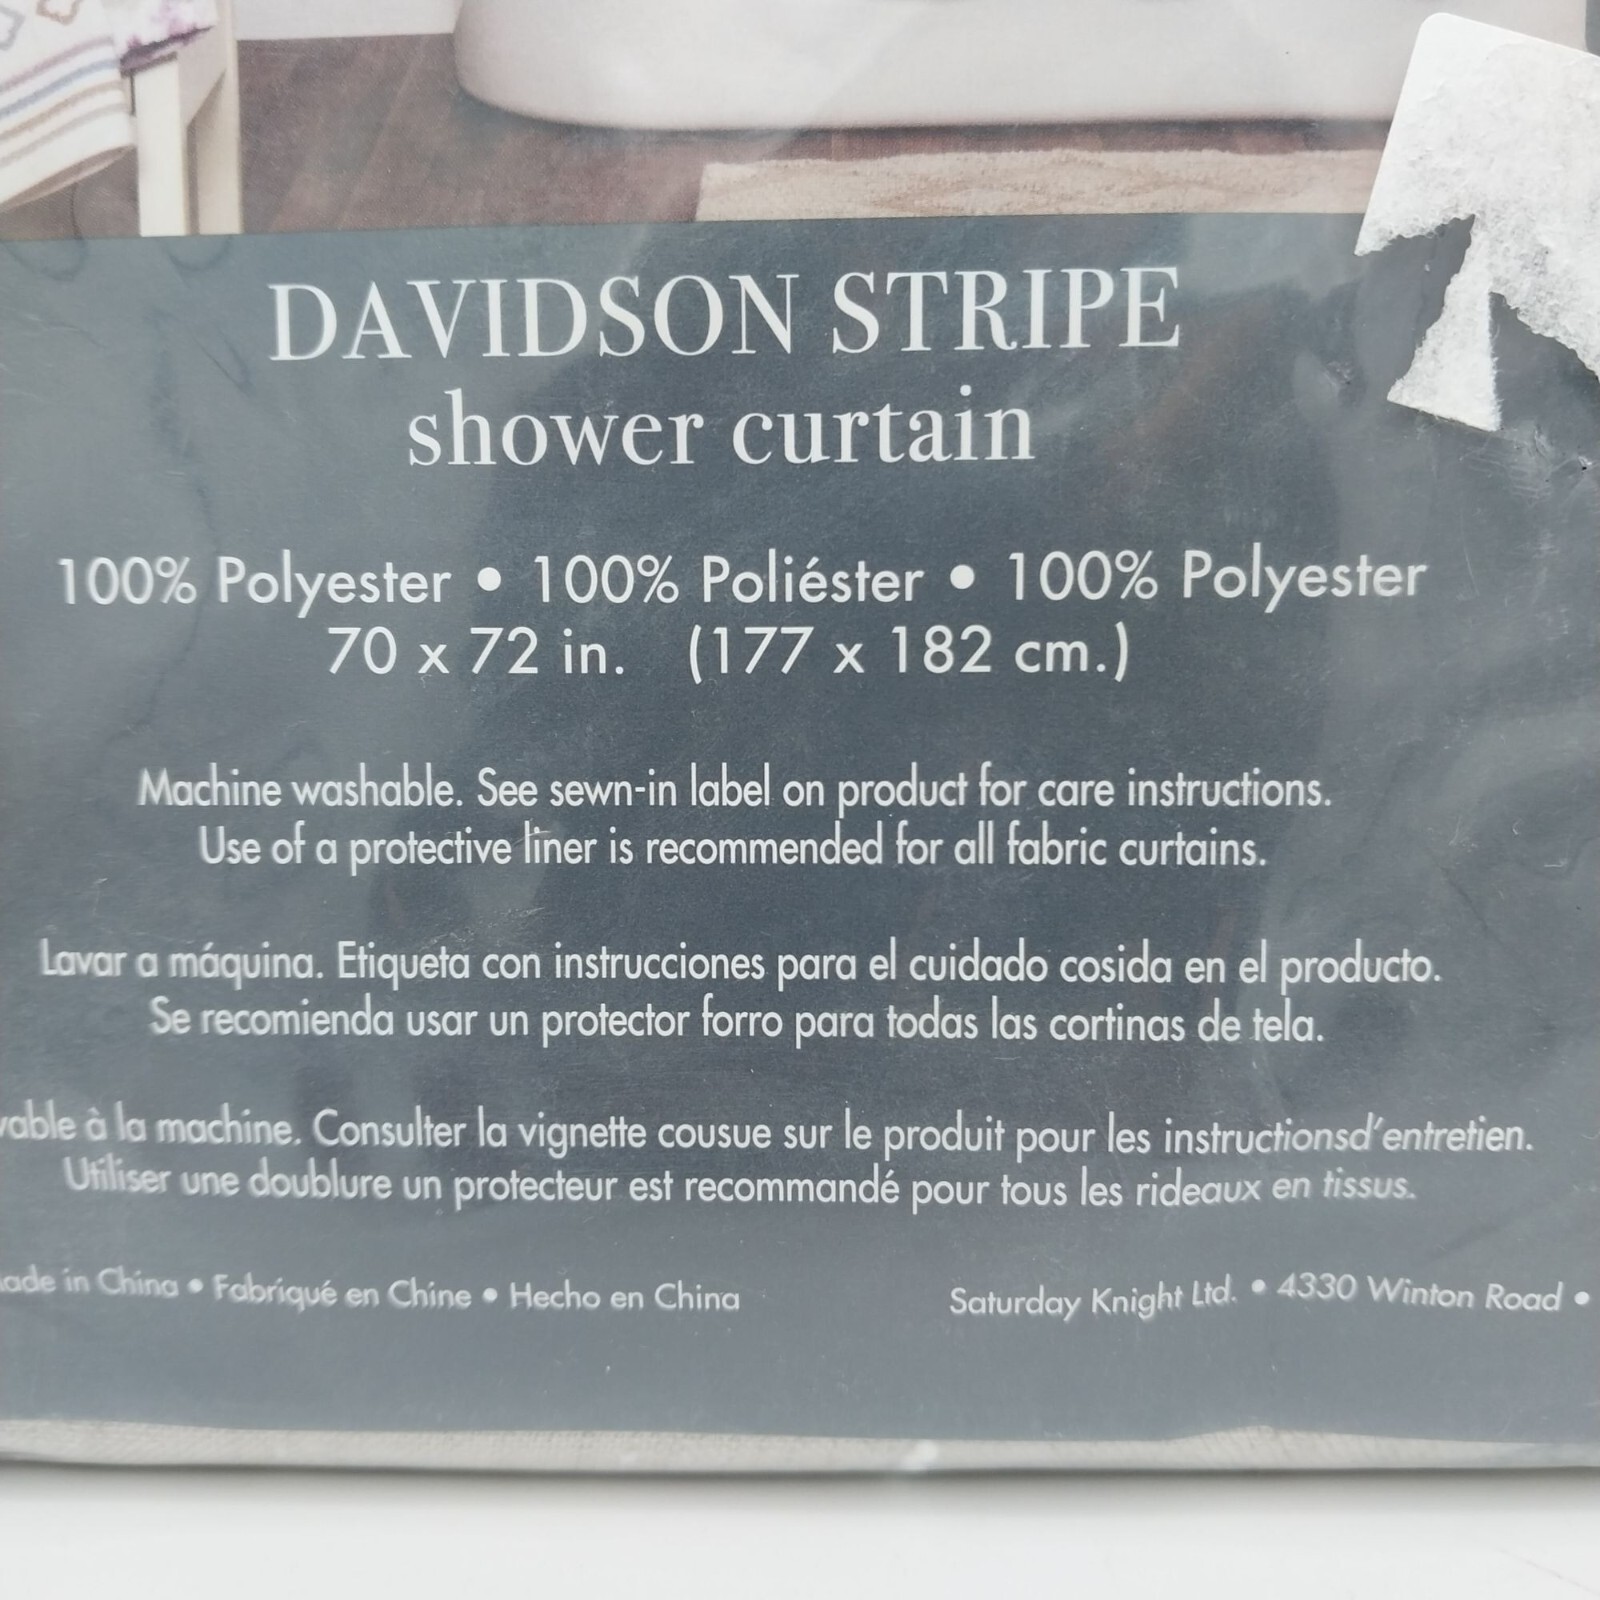 DAVIDSON STRIPE
shower curtain
100% Polyester • 100% Poliéster • 100% Polyester
70 x 72 in. (177 x 182 cm.)
Machine washable. See sewn-in label on product for care instructions.
Use of a protective liner is recommended for all fabric curtains.
Lavar a máquina. Etiqueta con instrucciones para el cuidado cosida en el producto.
Se recomienda usar un protector forro para todas las cortinas de tela.
vable à la machine. Consulter la vignette cousue sur le produit pour les instructionsd'entretien.
Utiliser une doublure un protecteur est recommandé pour tous les rideaux en tissus.
ade in China • Fabriqué en Chine • Hecho en China
Saturday Knight Ltd. • 4330 Winton Road •